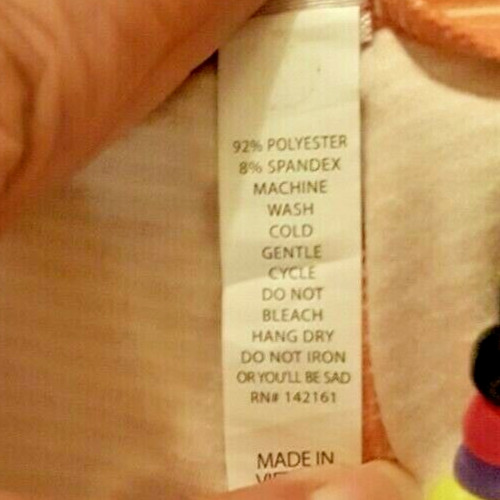 92% POLYESTER
8% SPANDEX
MACHINE
WASH
COLD
GENTLE
CYCLE
DO NOT
BLEACH
HANG DRY
DO NOT IRON
OR YOU'LL BE SAD
RN# 142161
MADE IN